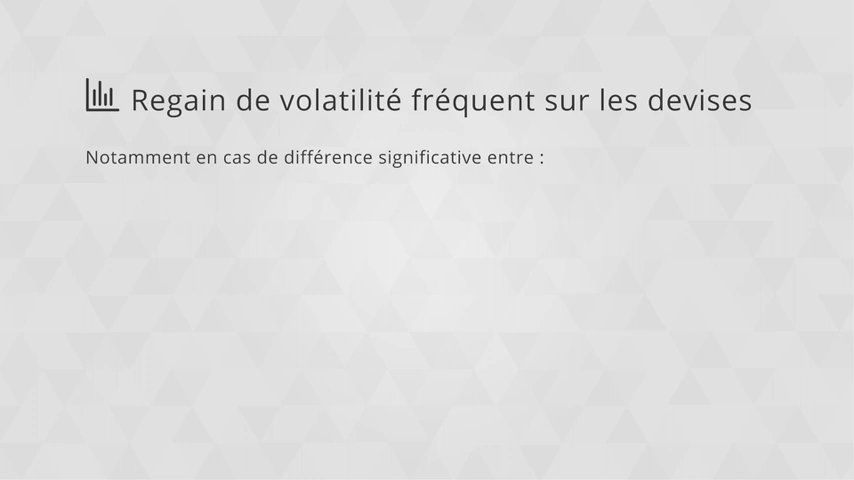 Regain de volatilité fréquent sur les devises
Notamment en cas de différence significative entre :